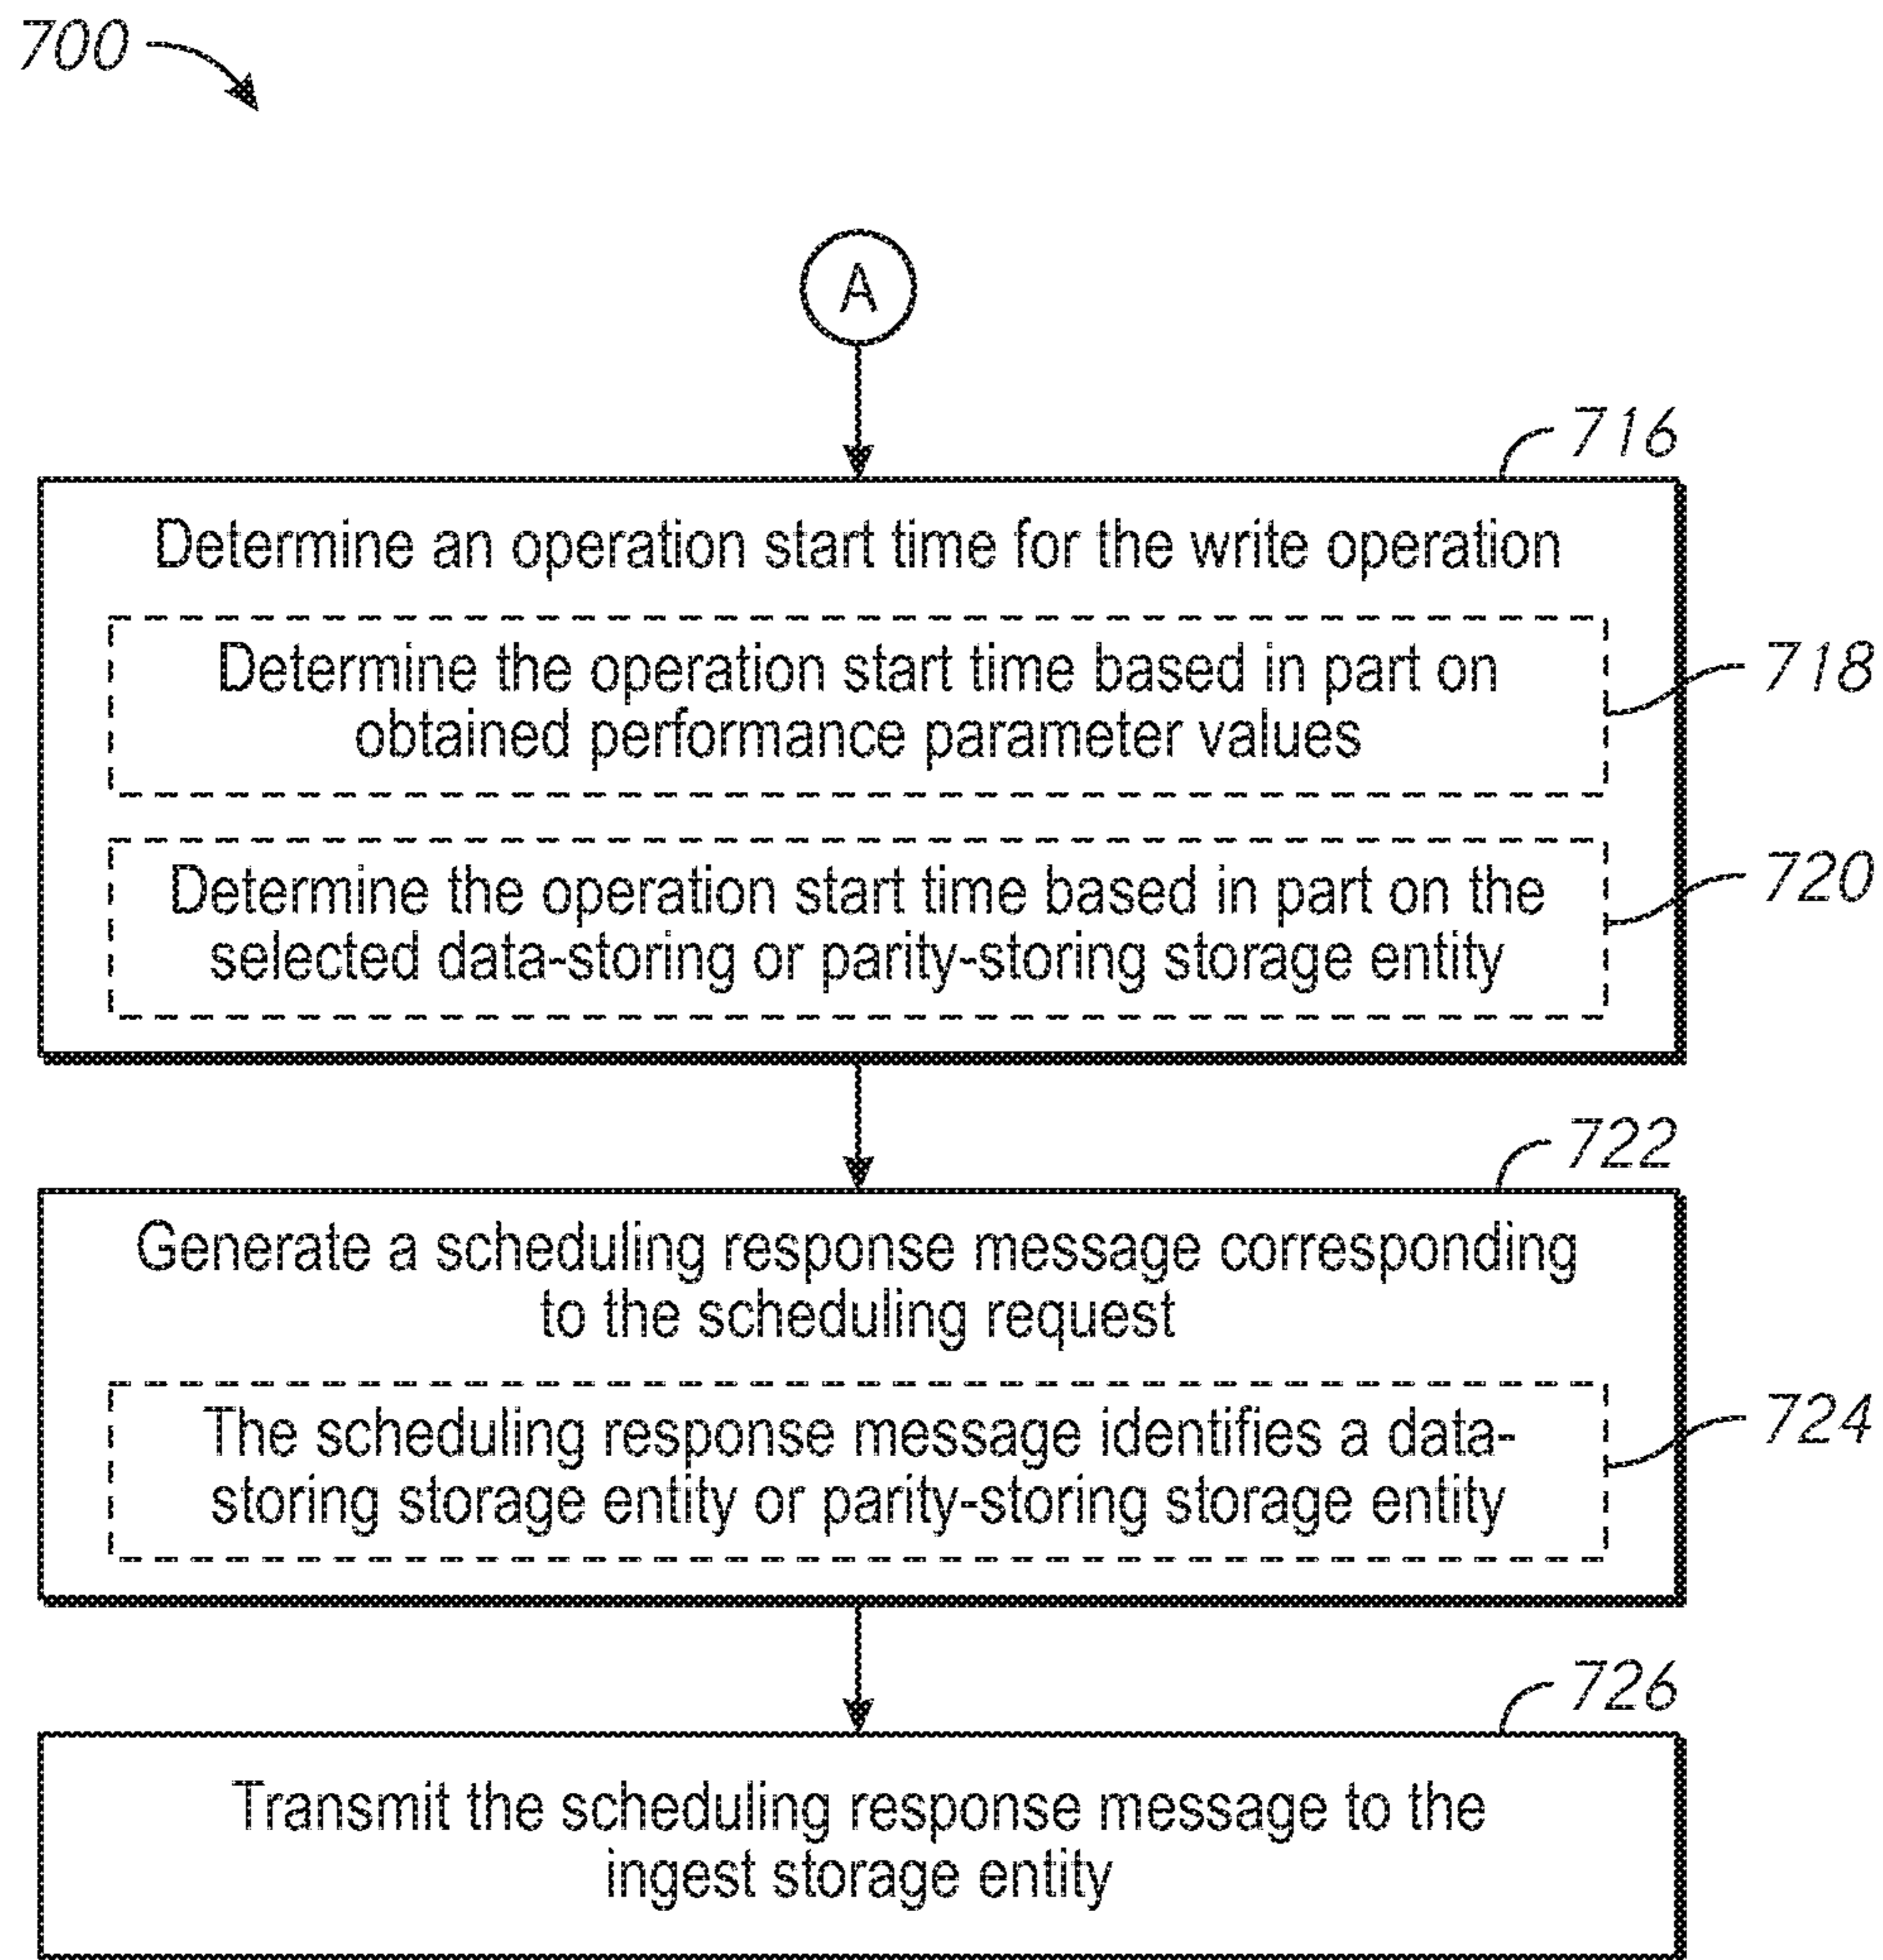 700
A
716
Determine an operation start time for the write operation
Determine the operation start time based in part on
obtained performance parameter values
718
Determine the operation start time based in part on the
selected data-storing or parity-storing storage entity
720
722
Generate a scheduling response message corresponding
to the scheduling request
The scheduling response message identifies a data-
storing storage entity or parity-storing storage entity
724
726
Transmit the scheduling response message to the
ingest storage entity